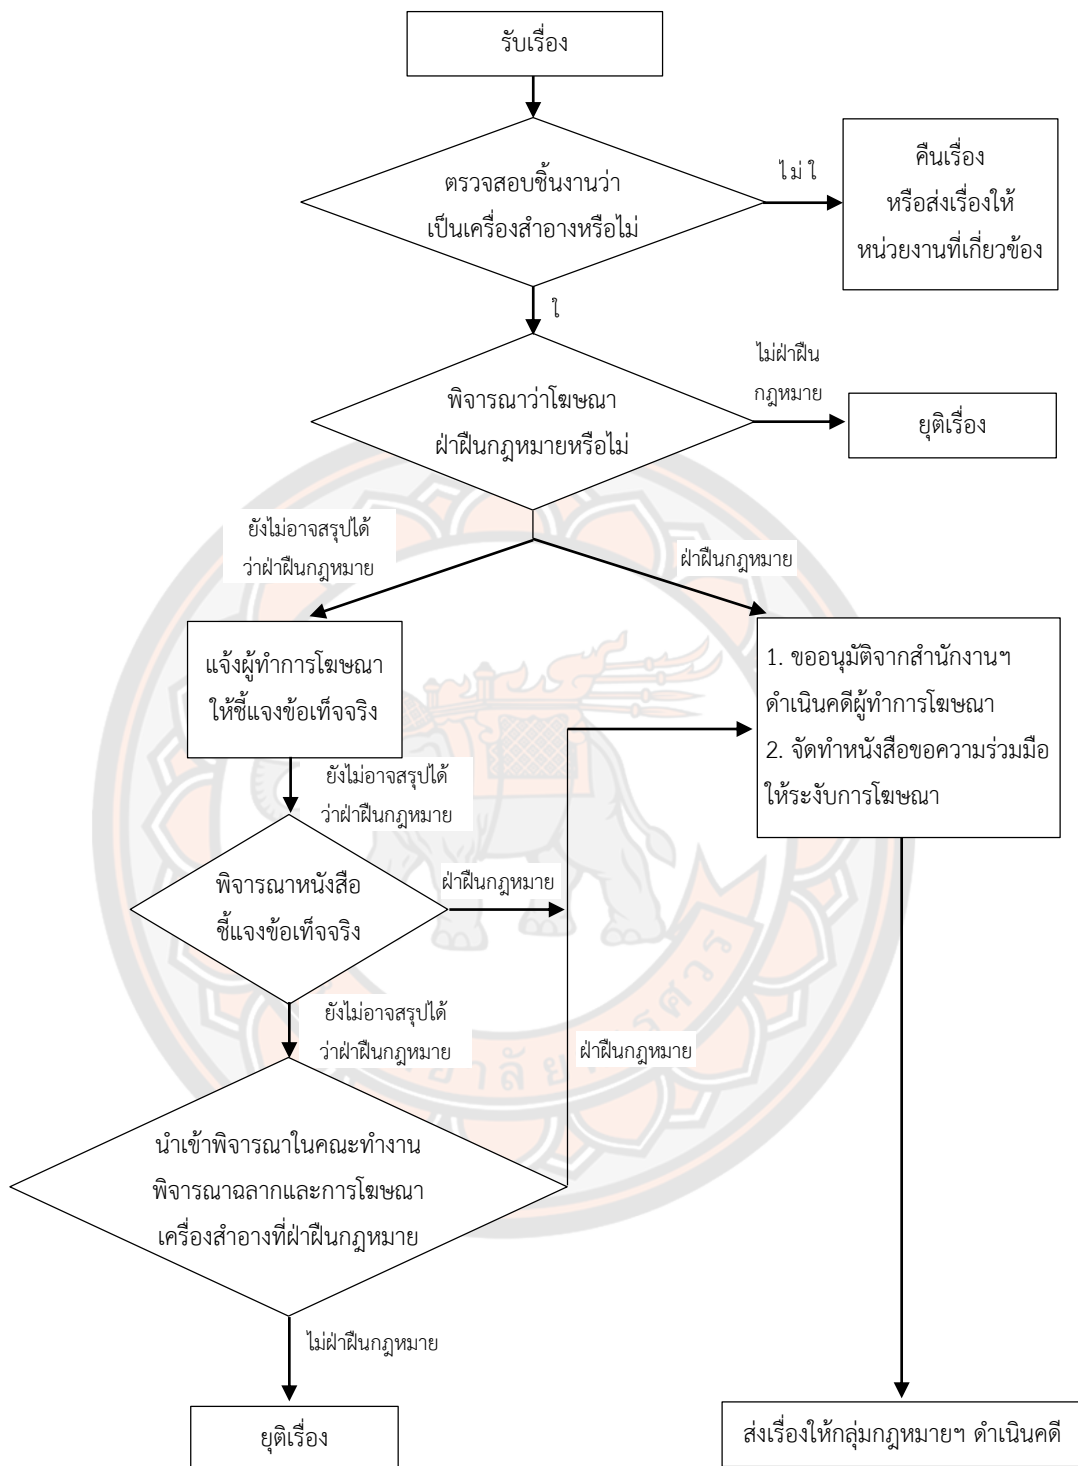 รับเรื่อง
ตรวจสอบชิ้นงานว่า
เป็นเครื่องสำอางหรือไม่
ไม่ ใ
คืนเรื่อง
หรือส่งเรื่องให้
หน่วยงานที่เกี่ยวข้อง
ใ
พิจารณาว่าโฆษณา
ฝ่าฝืนกฎหมายหรือไม่
ไม่ฝ่าฝืน
กฎหมาย
ยุติเรื่อง
ยังไม่อาจสรุปได้
ว่าฝ่าฝืนกฎหมาย
ฝ่าฝืนกฎหมาย
แจ้งผู้ทำการโฆษณา
ให้ชี้แจงข้อเท็จจริง
1. ขออนุมัติจากสำนักงานฯ
ดำเนินคดีผู้ทำการโฆษณา
2. จัดทำหนังสือขอความร่วมมือ
ให้ระงับการโฆษณา
ยังไม่อาจสรุปได้
ว่าฝ่าฝืนกฎหมาย
พิจารณาหนังสือ
ชี้แจงข้อเท็จจริง
ฝ่าฝืนกฎหมาย
ยังไม่อาจสรุปได้
ว่าฝ่าฝืนกฎหมาย
ฝ่าฝืนกฎหมาย
นำเข้าพิจารณาในคณะทำงาน
พิจารณาฉลากและการโฆษณา
เครื่องสำอางที่ฝ่าฝืนกฎหมาย
ไม่ฝ่าฝืนกฎหมาย
ยุติเรื่อง
ส่งเรื่องให้กลุ่มกฎหมายฯ ดำเนินคดี